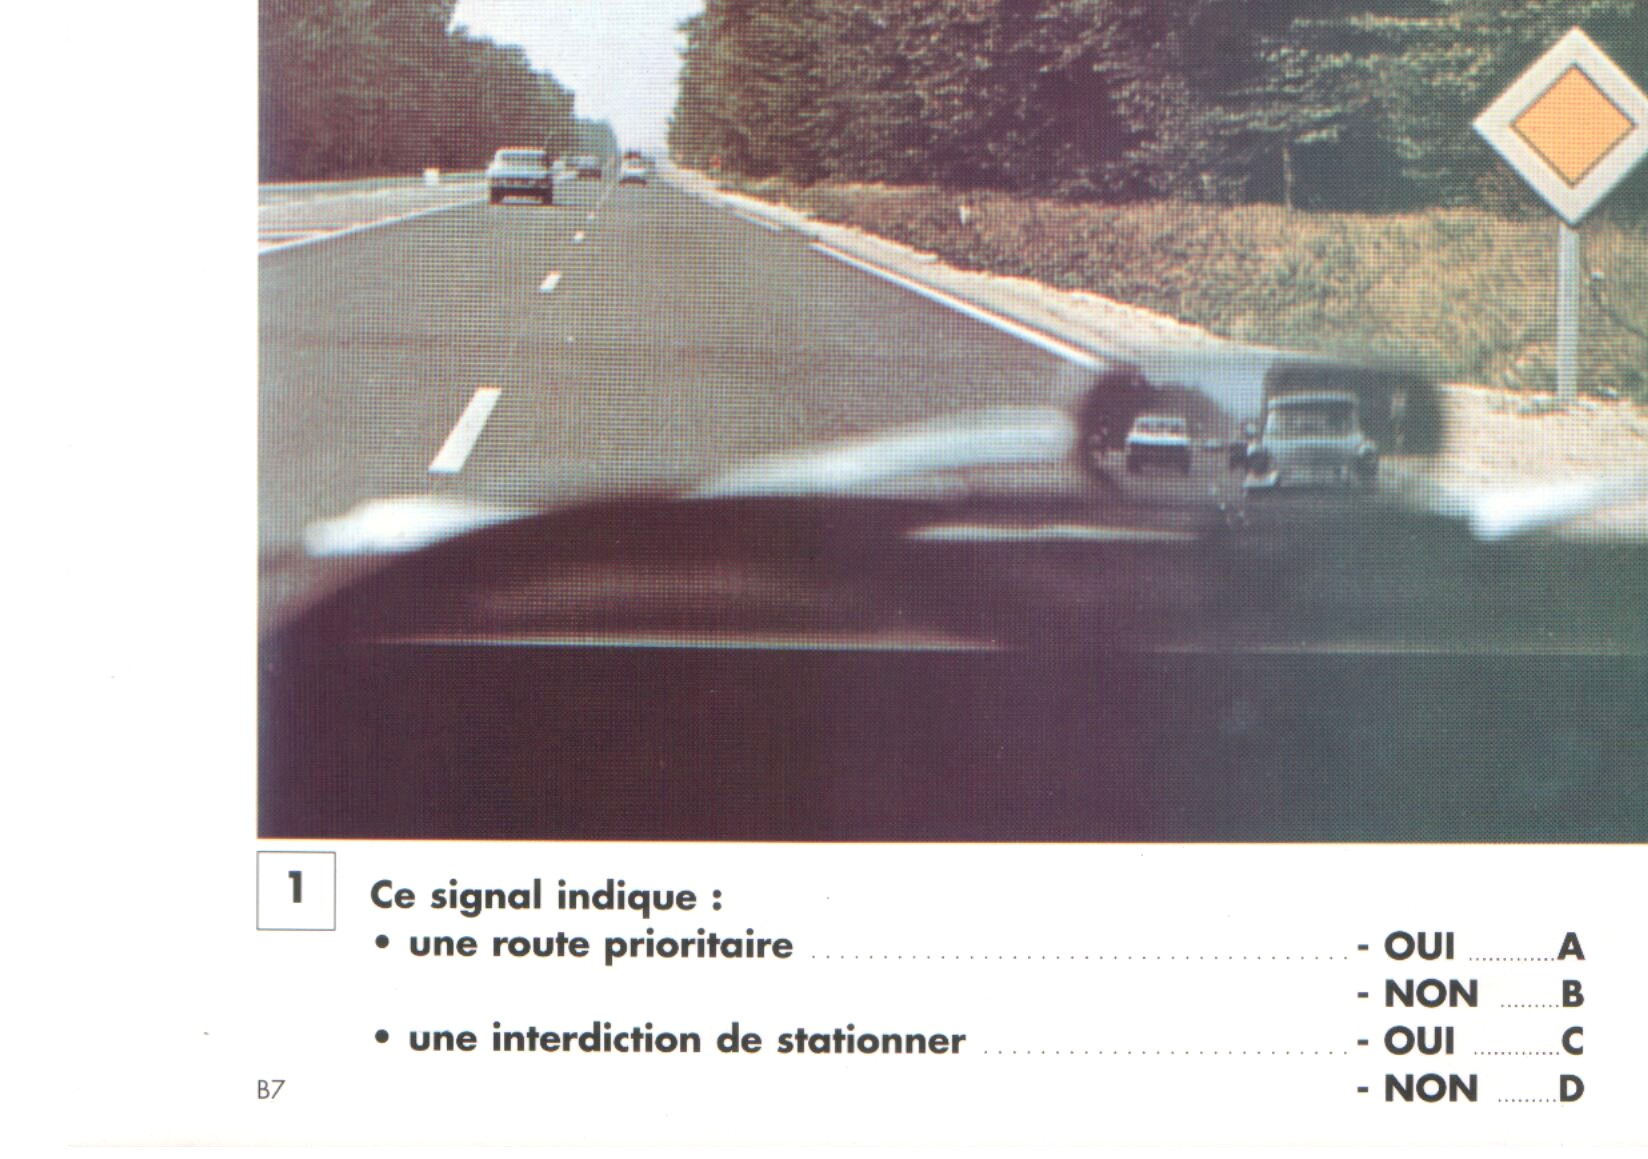 1
Ce signal indique :
• une route prioritaire ........................................ - OUI ............A
- NON .........B
• une interdiction de stationner ........................... - OUI ............C
B7
- NON .........D